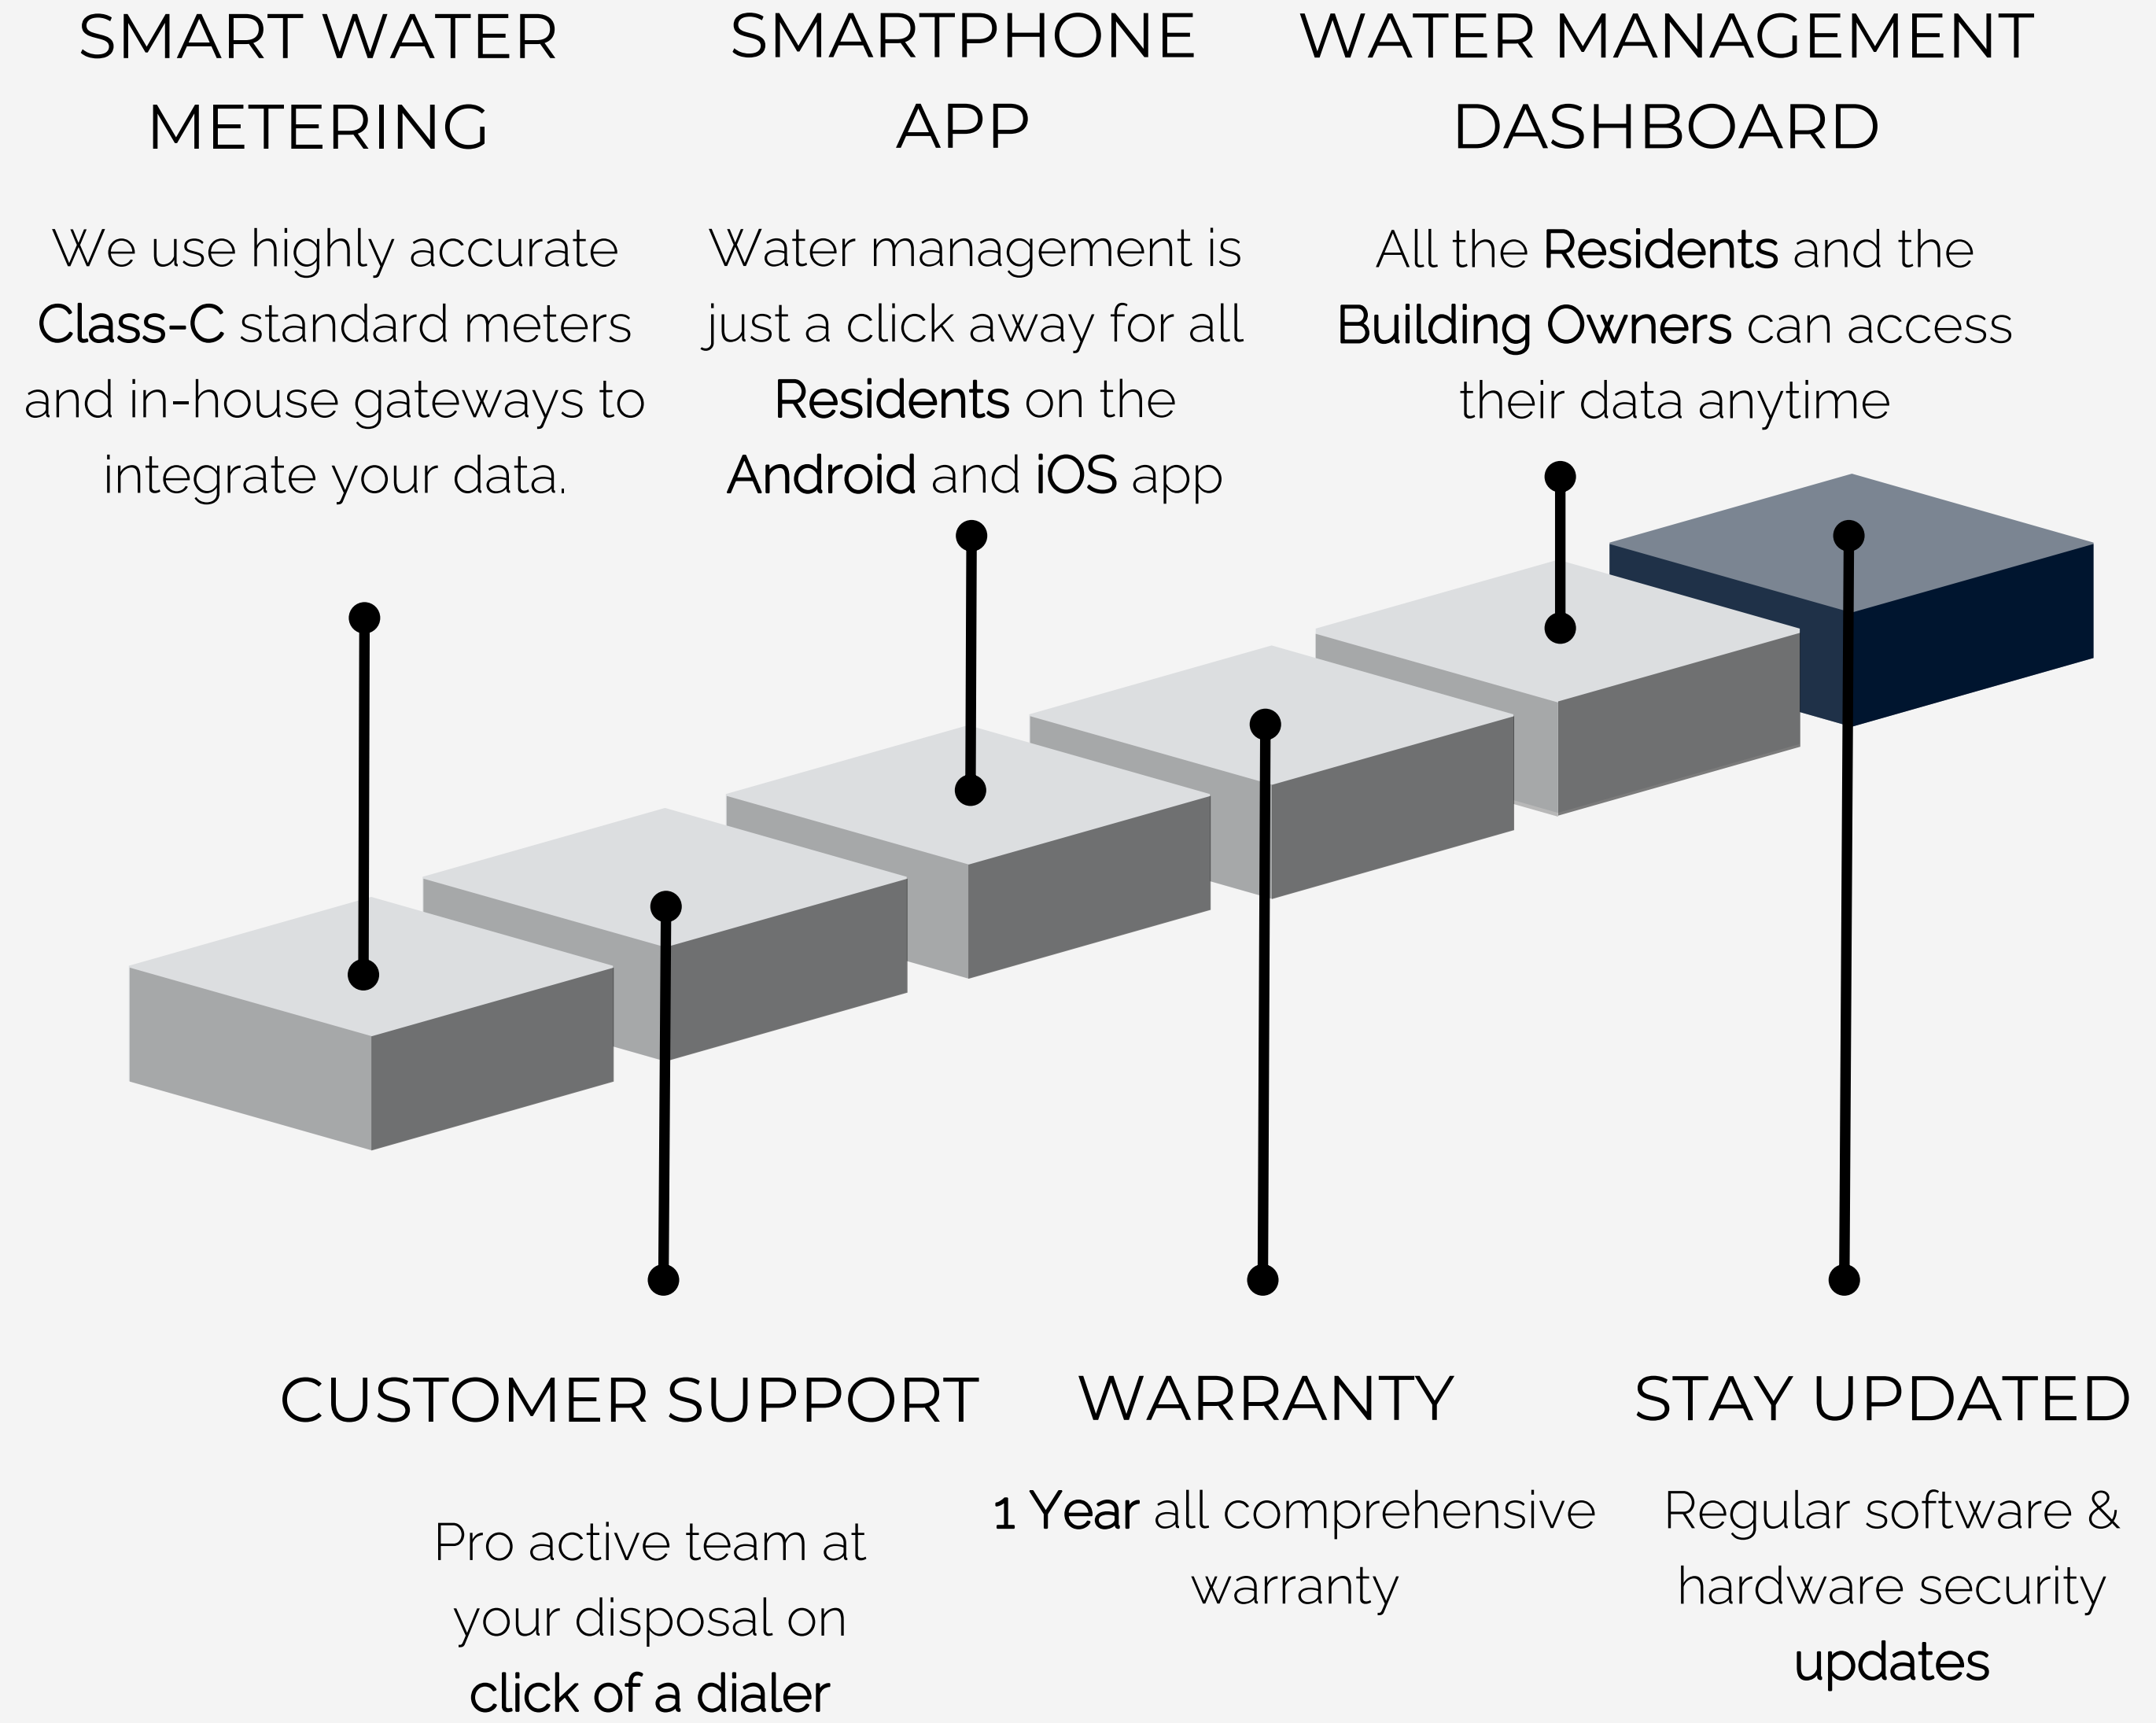 SMART WATER
METERING
We use highly accurate
Class-C standard meters
and in-house gateways to
integrate your data.
SMARTPHONE
APP
Water management is
just a click away for all
Residents on the
Android and iOS app
WATER MANAGEMENT
DASHBOARD
All the Residents and the
Building Owners can access
their data anytime
CUSTOMER SUPPORT
Pro active team at
your disposal on
click of a dialer
WARRANTY
1 Year all comprehensive
warranty
STAY UPDATED
Regular software &
hardware security
updates